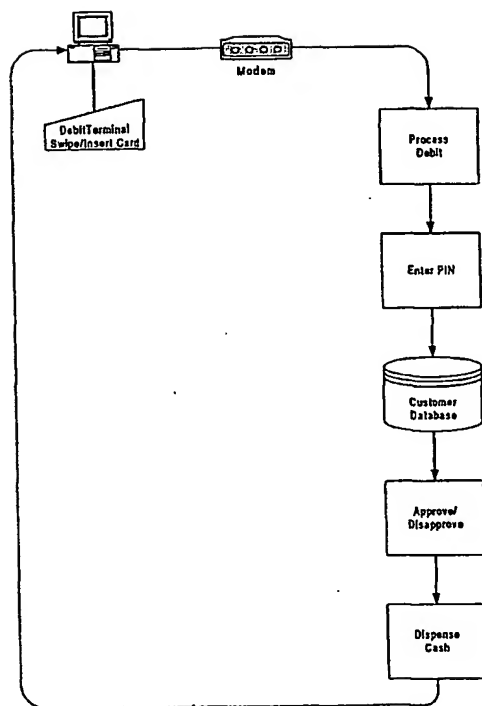 Modem
DebitTerminal
Swipe/Insert Card
Process
Debit
Enter PIN
Customer
Database
Approve/
Disapprove
Dispense
Cash